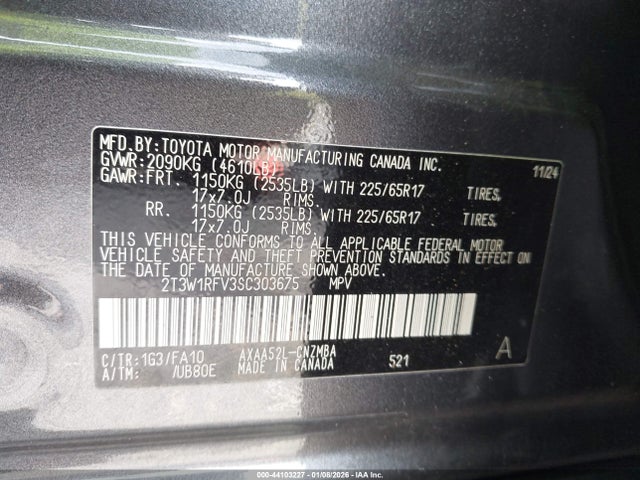 MFD.BY:TOYOTA MOTOR MANUFACTURING CANADA INC.
GVWR:2090KG (4610LB) 11/24
GAWR:FRT. 1150KG (2535LB) WITH 225/65R17 TIRES,
17x7.0J RIMS.
RR. 1150KG (2535LB) WITH 225/65R17 TIRES,
17x7.0J RIMS.
THIS VEHICLE CONFORMS TO ALL APPLICABLE FEDERAL MOTOR
VEHICLE SAFETY AND THEFT PREVENTION STANDARDS IN EFFECT ON THE
DATE OF MANUFACTURE SHOWN ABOVE.
2T3W1RFV3SC303675 MPV
C/TR:1G3/FA10 AXAA52L-CNZMBA 521 A
A/TM: /UB80E MADE IN CANADA
000-44103227 - 01/08/2026 - IAA Inc.